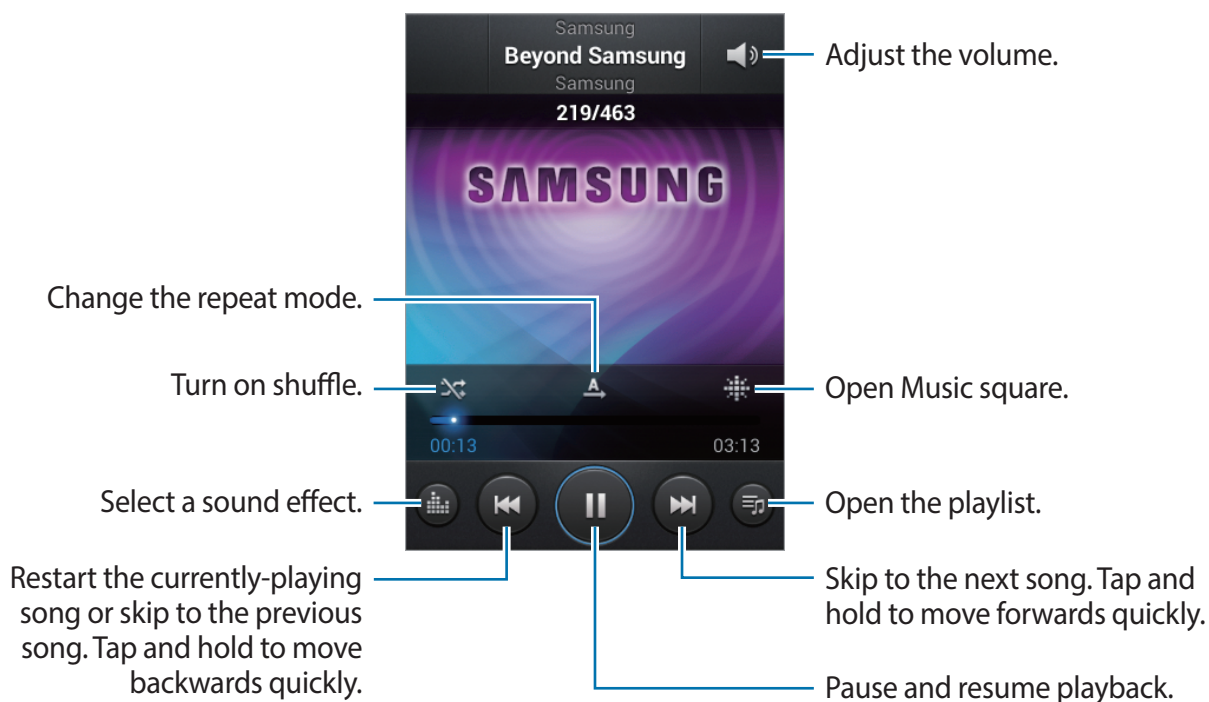 Samsung
Beyond Samsung
Samsung
Adjust the volume.
219/463
SAMSUNG
Change the repeat mode.
A
Turn on shuffle.
Open Music square.
00:13
03:13
Select a sound effect.
Open the playlist.
Restart the currently-playing
song or skip to the previous
song. Tap and hold to move
backwards quickly.
Skip to the next song. Tap and
hold to move forwards quickly.
Pause and resume playback.